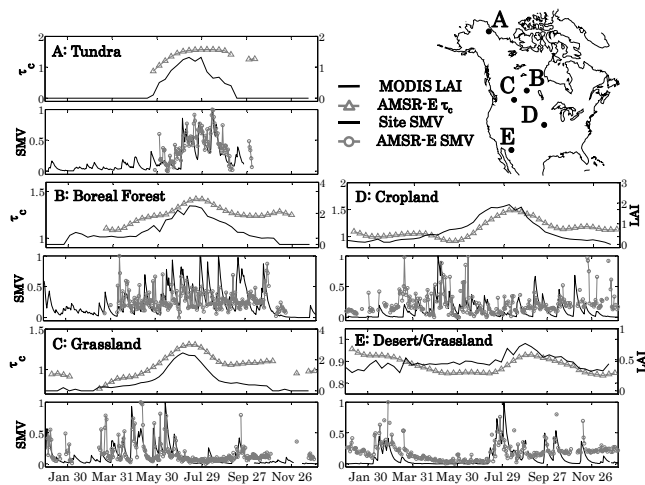 A: Tundra
τc
2
1
0
2
1
0
SMV
1
0.5
0
B: Boreal Forest
τc
1.5
1
4
2
0
SMV
1
0.5
0
C: Grassland
τc
1.5
1
4
2
0
SMV
1
0.5
0
Jan 30 Mar 31 May 30 Jul 29 Sep 27 Nov 26
A
B
C
D
E
MODIS LAI
AMSR-E τc
Site SMV
AMSR-E SMV
D: Cropland
2
1.5
1
3
2
1
0
LAI
1
0.5
0
E: Desert/Grassland
1
0.9
0.8
1
0.5
0
LAI
1
0.5
0
Jan 30 Mar 31 May 30 Jul 29 Sep 27 Nov 26